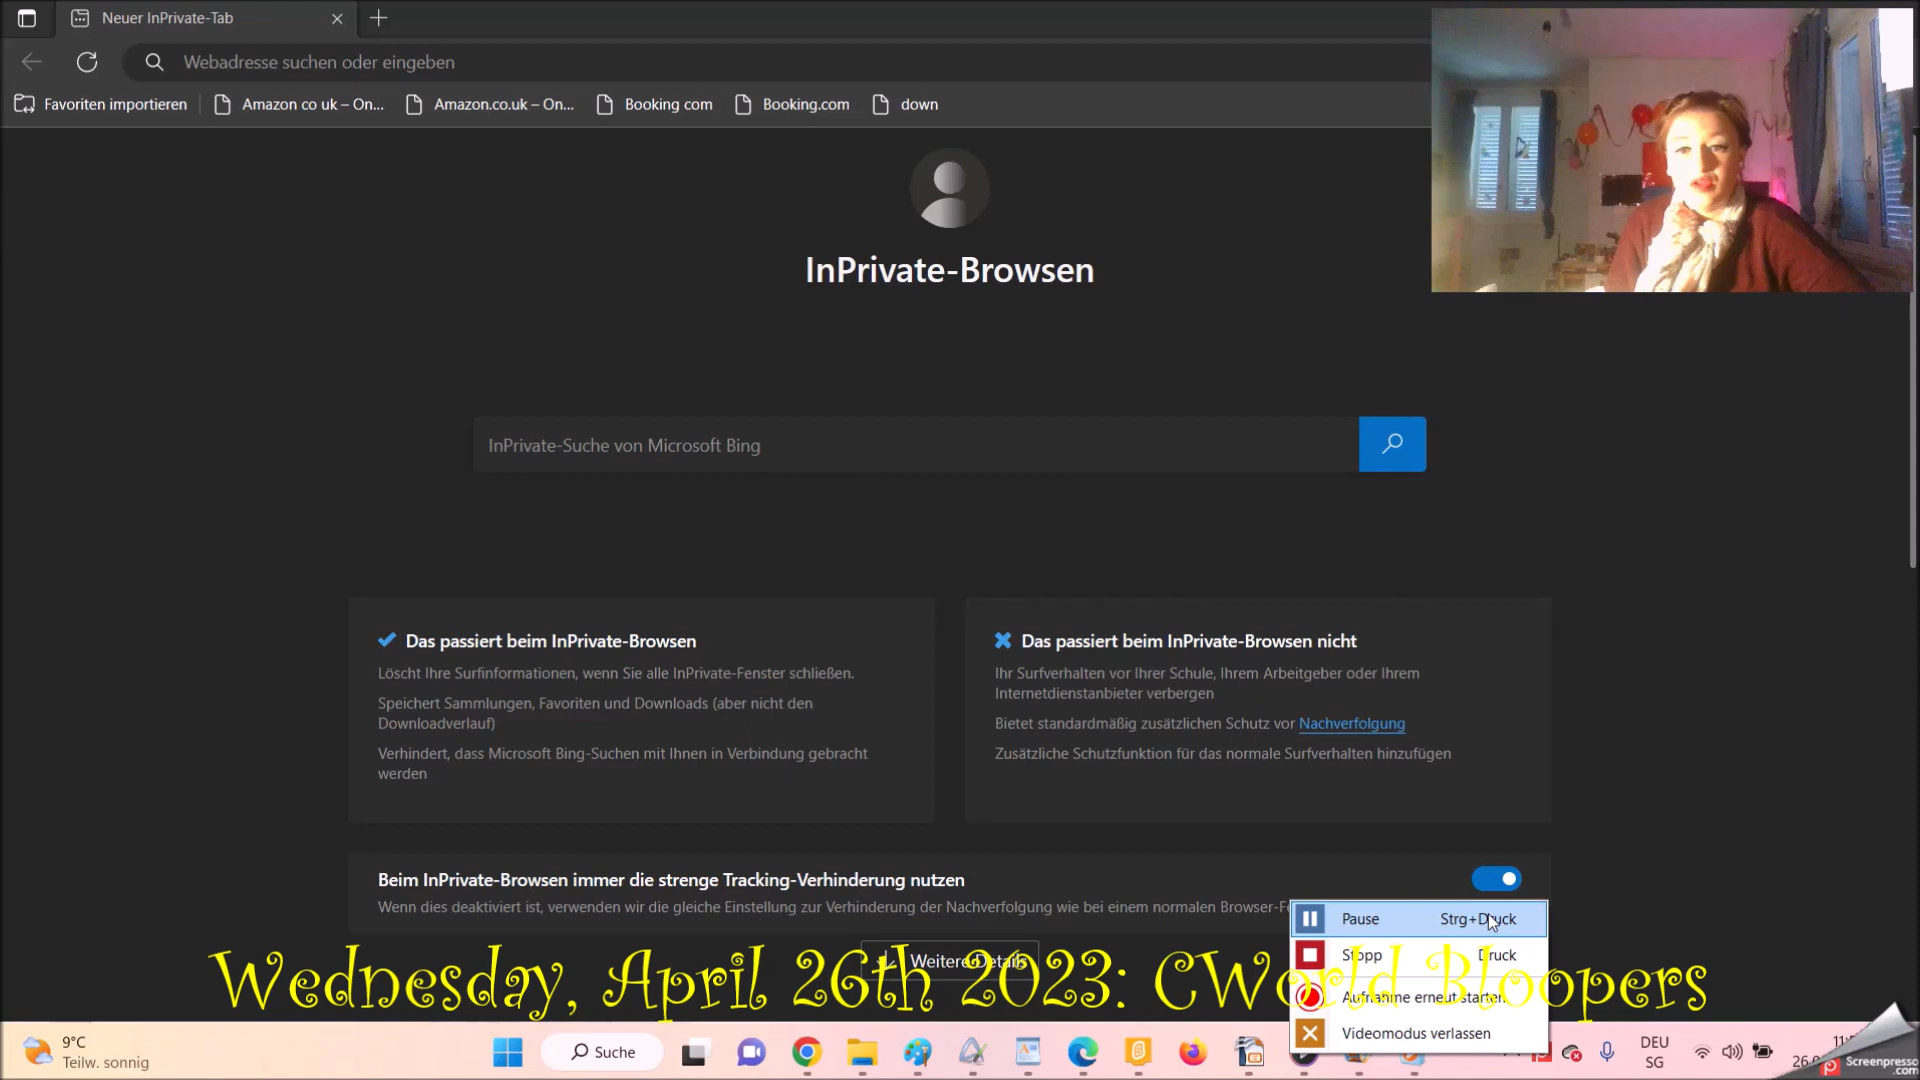 Neuer InPrivate-Tab
Webadresse suchen oder eingeben
Favoriten importieren
Amazon co uk – On...
Amazon.co.uk – On...
Booking com
Booking.com
down
InPrivate-Browsen
InPrivate-Suche von Microsoft Bing
Das passiert beim InPrivate-Browsen
Löscht Ihre Surfinformationen, wenn Sie alle InPrivate-Fenster schließen.
Speichert Sammlungen, Favoriten und Downloads (aber nicht den
Downloadverlauf)
Verhindert, dass Microsoft Bing-Suchen mit Ihnen in Verbindung gebracht
werden
Das passiert beim InPrivate-Browsen nicht
Ihr Surfverhalten vor Ihrer Schule, Ihrem Arbeitgeber oder Ihrem
Internetdienstanbieter verbergen
Bietet standardmäßig zusätzlichen Schutz vor Nachverfolgung
Zusätzliche Schutzfunktion für das normale Surfverhalten hinzufügen
Beim InPrivate-Browsen immer die strenge Tracking-Verhinderung nutzen
Wenn dies deaktiviert ist, verwenden wir die gleiche Einstellung zur Verhinderung der Nachverfolgung wie bei einem normalen
Weitere Details
Pause Strg+Druck
Stopp Druck
Aufnahme erneut starten
Videomodus verlassen
Wednesday, April 26th 2023: CWorld Bloopers
9°C
Teilw. sonnig
Suche
DEU
SG
Screenpresso
.com